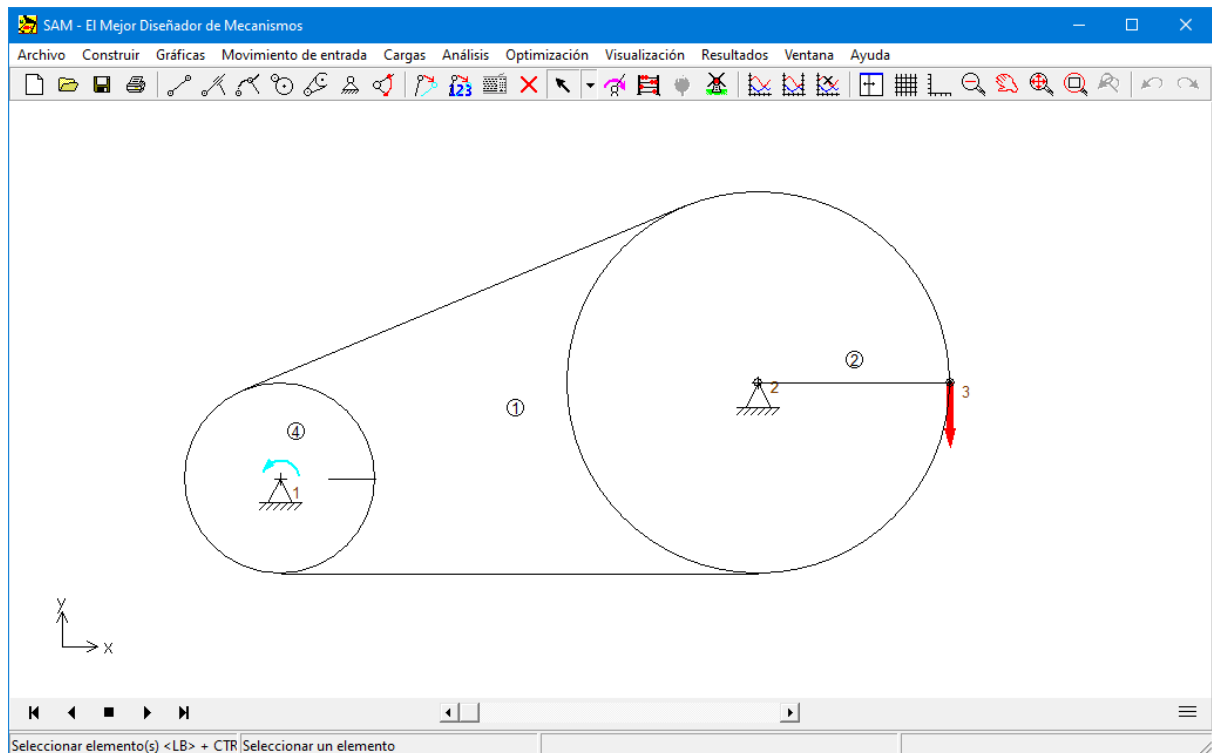 SAM - El Mejor Diseñador de Mecanismos
Archivo Construir Gráficas Movimiento de entrada Cargas Análisis Optimización Visualización Resultados Ventana Ayuda
123
2
2
3
1
4
1
y
x
Seleccionar elemento(s) <LB> + CTR Seleccionar un elemento